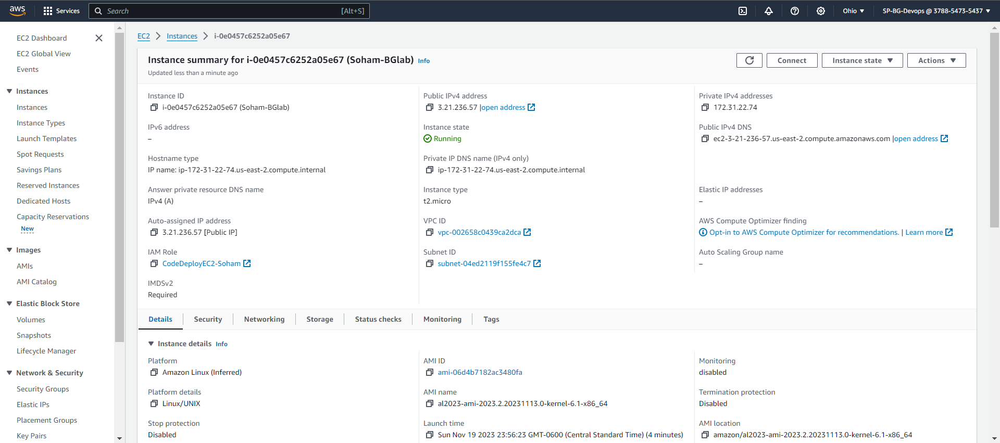 aws Services Search [Alt+S] Ohio SP-BG-Devops @ 3788-5473-5437
EC2 Dashboard
EC2 Global View
Events
Instances
Instances
Instance Types
Launch Templates
Spot Requests
Savings Plans
Reserved Instances
Dedicated Hosts
Capacity Reservations
New
Images
AMIs
AMI Catalog
Elastic Block Store
Volumes
Snapshots
Lifecycle Manager
Network & Security
Security Groups
Elastic IPs
Placement Groups
Key Pairs
EC2 Instances i-0e0457c6252a05e67
Instance summary for i-0e0457c6252a05e67 (Soham-BGlab) Info
Updated less than a minute ago
Connect Instance state Actions
Instance ID
i-0e0457c6252a05e67 (Soham-BGlab)
Public IPv4 address
3.21.236.57 |open address
Private IPv4 addresses
172.31.22.74
IPv6 address
–
Instance state
Running
Public IPv4 DNS
ec2-3-21-236-57.us-east-2.compute.amazonaws.com |open address
Hostname type
IP name: ip-172-31-22-74.us-east-2.compute.internal
Private IP DNS name (IPv4 only)
ip-172-31-22-74.us-east-2.compute.internal
Answer private resource DNS name
IPv4 (A)
Instance type
t2.micro
Elastic IP addresses
–
Auto-assigned IP address
3.21.236.57 [Public IP]
VPC ID
vpc-002658c0439ca2dca
AWS Compute Optimizer finding
Opt-in to AWS Compute Optimizer for recommendations. | Learn more
IAM Role
CodeDeployEC2-Soham
Subnet ID
subnet-04ed2119f155fe4c7
Auto Scaling Group name
–
IMDSv2
Required
Details Security Networking Storage Status checks Monitoring Tags
Instance details Info
Platform
Amazon Linux (Inferred)
AMI ID
ami-06d4b7182ac3480fa
Monitoring
disabled
Platform details
Linux/UNIX
AMI name
al2023-ami-2023.2.20231113.0-kernel-6.1-x86_64
Termination protection
Disabled
Stop protection
Disabled
Launch time
Sun Nov 19 2023 23:56:23 GMT-0600 (Central Standard Time) (4 minutes)
AMI location
amazon/al2023-ami-2023.2.20231113.0-kernel-6.1-x86_64